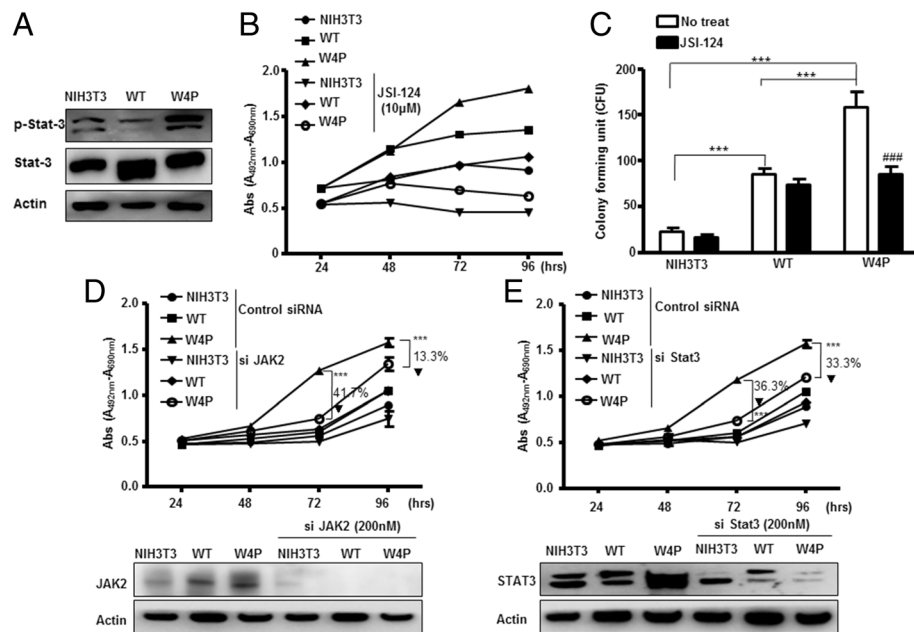 A
NIH3T3 WT W4P
p-Stat-3
Stat-3
Actin
B
NIH3T3
WT
W4P
NIH3T3
WT
W4P
JSI-124
(10μM)
Abs (A492nm-A690nm)
2.0
1.5
1.0
0.5
0.0
24 48 72 96 (hrs)
C
No treat
JSI-124
Colony forming unit (CFU)
200
150
100
50
0
***
***
***
###
NIH3T3 WT W4P
D
NIH3T3
WT
W4P
Control siRNA
NIH3T3
WT
W4P
si JAK2
Abs (A492nm-A690nm)
2.0
1.5
1.0
0.5
0.0
***
13.3%
***
41.7%
24 48 72 96 (hrs)
si JAK2 (200nM)
NIH3T3 WT W4P NIH3T3 WT W4P
JAK2
Actin
E
NIH3T3
WT
W4P
Control siRNA
NIH3T3
WT
W4P
si Stat3
Abs (A492nm-A690nm)
2.0
1.5
1.0
0.5
0.0
***
33.3%
36.3%
***
24 48 72 96 (hrs)
si Stat3 (200nM)
NIH3T3 WT W4P NIH3T3 WT W4P
STAT3
Actin